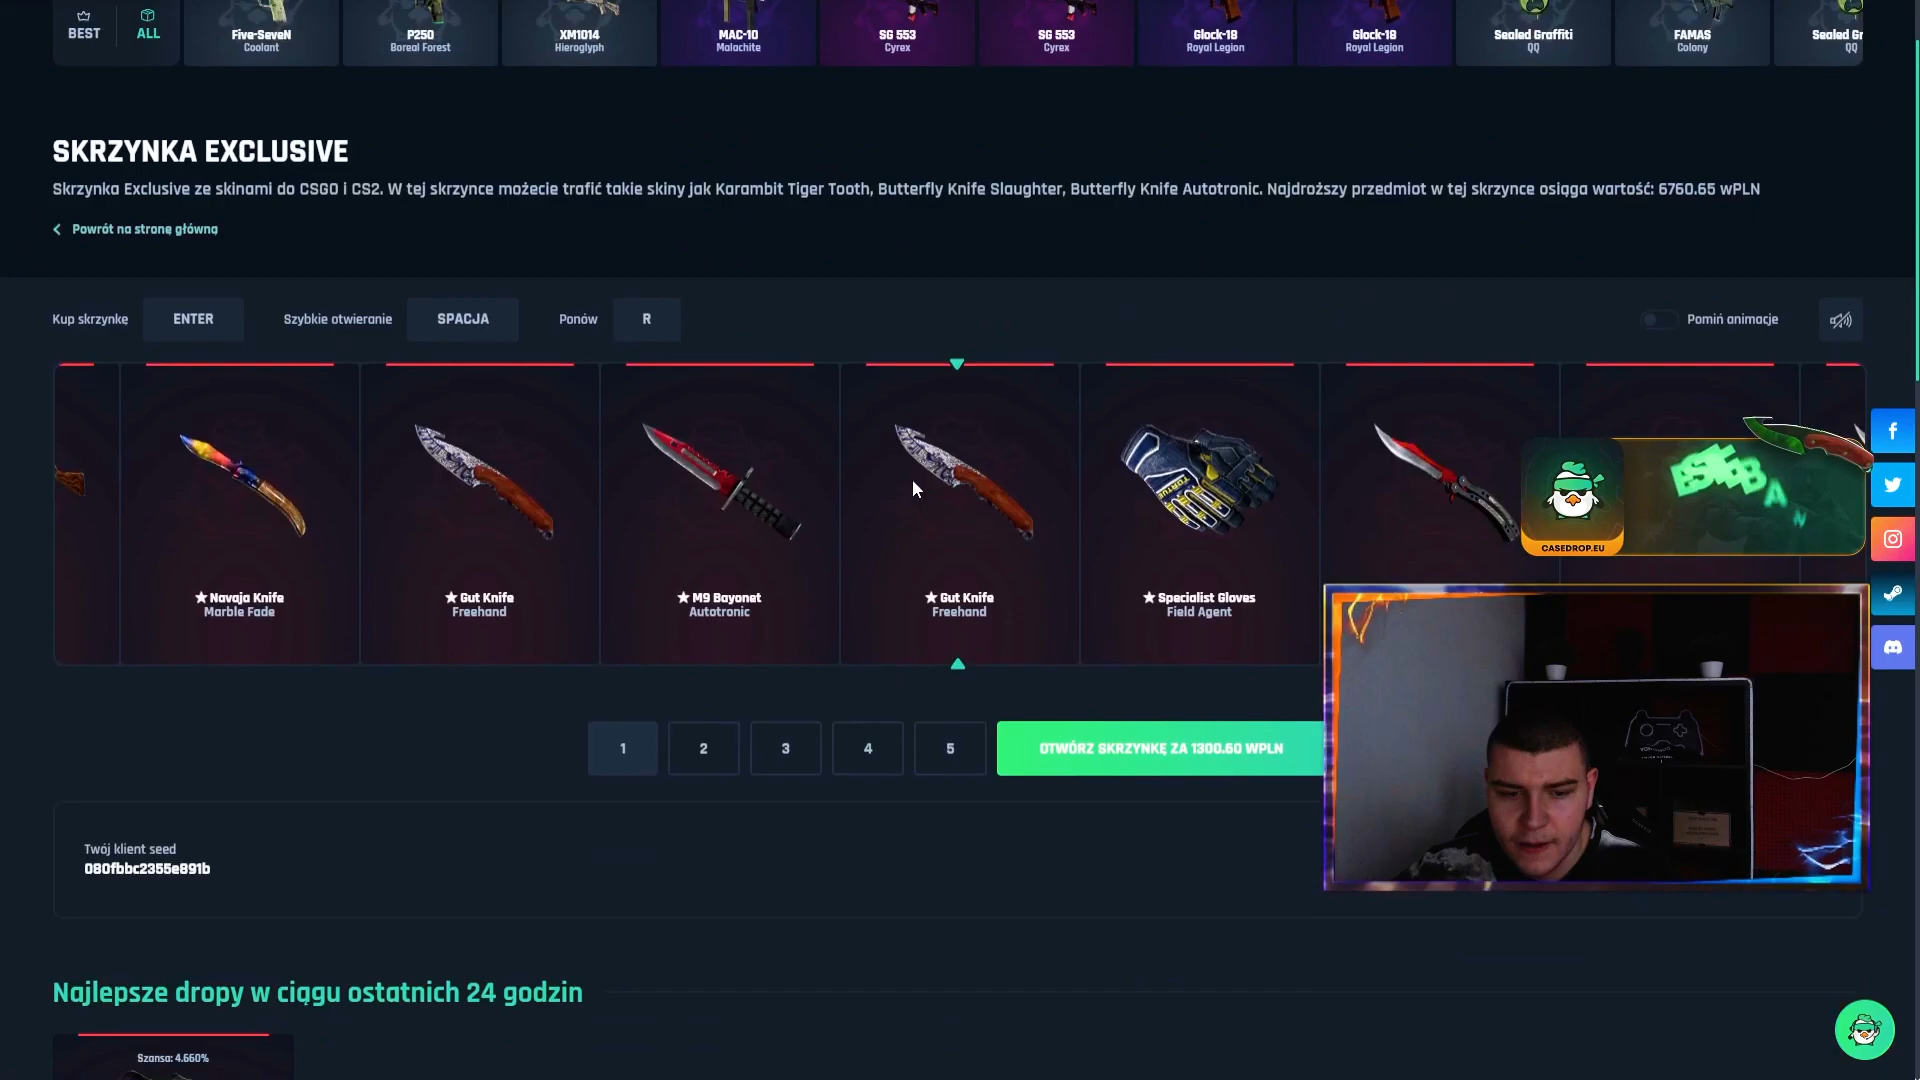 BEST
ALL
Five-SeveN
Coolant
P250
Boreal Forest
XM1014
Hieroglyph
MAC-10
Malachite
SG 553
Cyrex
SG 553
Cyrex
Glock-18
Royal Legion
Glock-18
Royal Legion
Sealed Graffiti
QQ
FAMAS
Colony
Sealed Gr
QQ
SKRZYNKA EXCLUSIVE
Skrzynka Exclusive ze skinami do CSGO i CS2. W tej skrzynce możecie trafić takie skiny jak Karambit Tiger Tooth, Butterfly Knife Slaughter, Butterfly Knife Autotronic. Najdroższy przedmiot w tej skrzynce osiąga wartość: 6760.65 wPLN
Powrót na stronę główną
Kup skrzynkę
ENTER
Szybkie otwieranie
SPACJA
Ponów
R
Pomiń animacje
★ Navaja Knife
Marble Fade
★ Gut Knife
Freehand
★ M9 Bayonet
Autotronic
★ Gut Knife
Freehand
★ Specialist Gloves
Field Agent
CASEDROP.EU
ESTEBAN
1
2
3
4
5
OTWÓRZ SKRZYNKĘ ZA 1300.60 WPLN
Twój klient seed
080fbbc2355e891b
Najlepsze dropy w ciągu ostatnich 24 godzin
Szansa: 4.660%